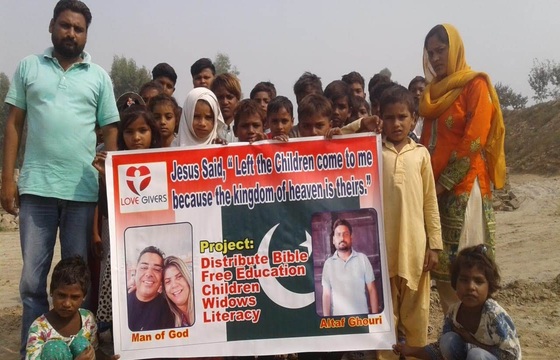 Jesus Said, "Left the Children come to me
because the kingdom of heaven is theirs."
LOVE GIVERS
Project:
Distribute Bible
Free Education
Children
Widows
Literacy
Man of God
Altaf Ghouri